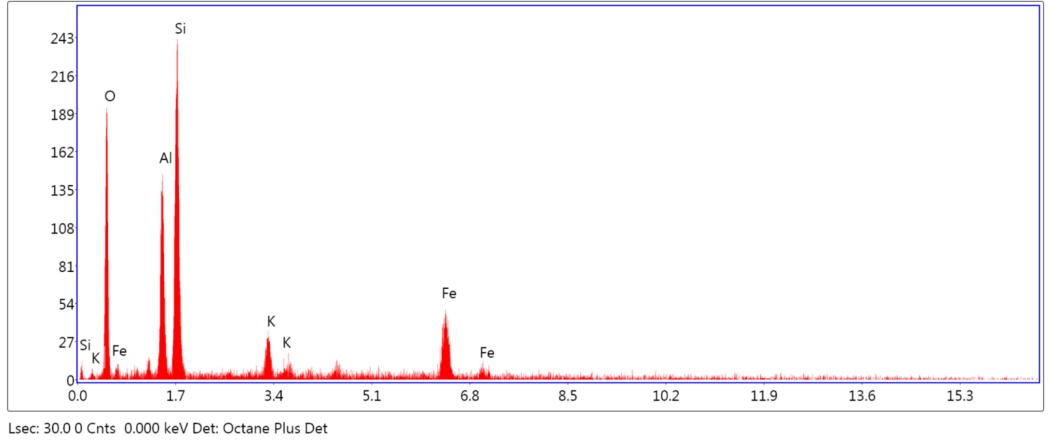 Si
243
216
O
189
162
Al
135
108
81
54
Fe
K
27
Si
K
Fe
Fe
K
0
0.0 1.7 3.4 5.1 6.8 8.5 10.2 11.9 13.6 15.3
Lsec: 30.0 0 Cnts 0.000 keV Det: Octane Plus Det